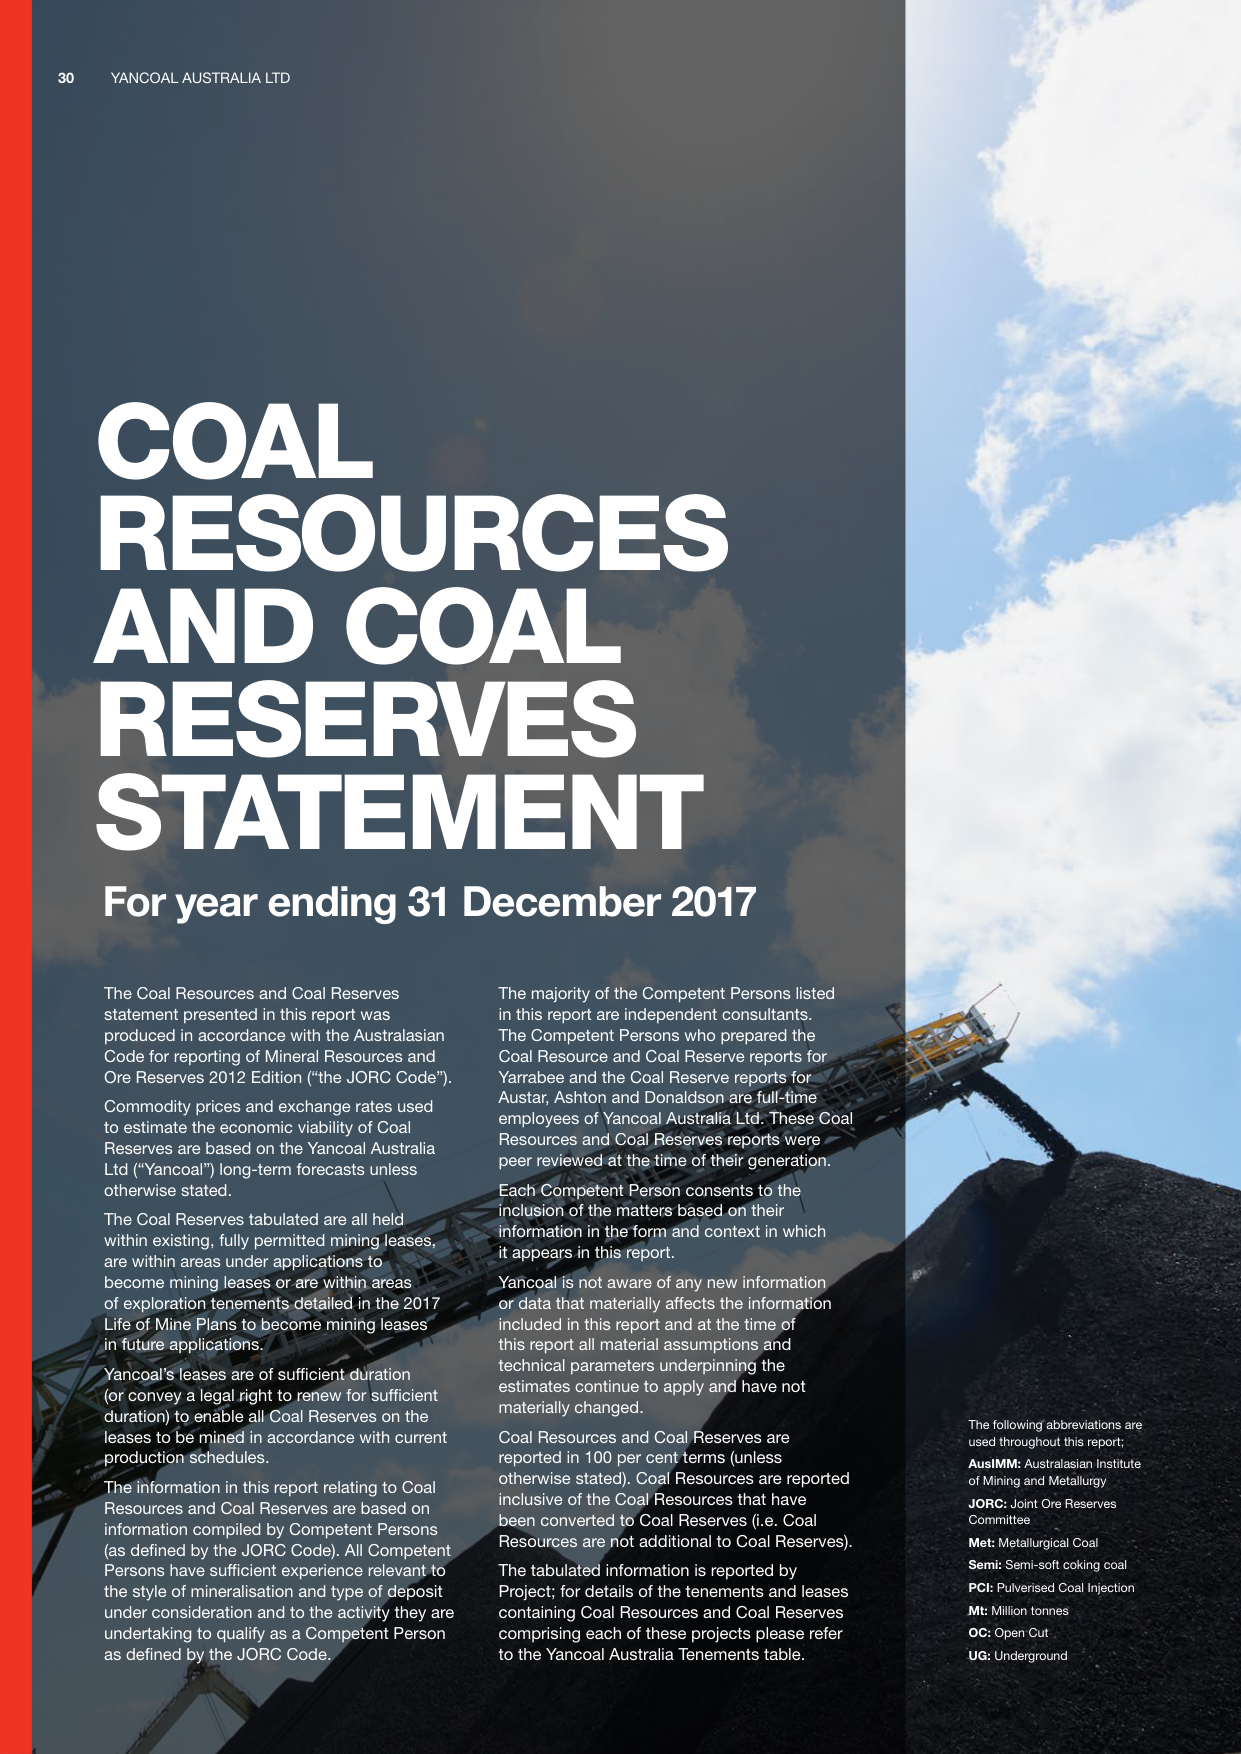 30 YANCOAL AUSTRALIA LTD
COAL
RESOURCES
AND COAL
RESERVES
STATEMENT
For year ending 31 December 2017
The Coal Resources and Coal Reserves
statement presented in this report was
produced in accordance with the Australasian
Code for reporting of Mineral Resources and
Ore Reserves 2012 Edition (“the JORC Code”).
Commodity prices and exchange rates used
to estimate the economic viability of Coal
Reserves are based on the Yancoal Australia
Ltd (“Yancoal”) long-term forecasts unless
otherwise stated.
The Coal Reserves tabulated are all held
within existing, fully permitted mining leases,
are within areas under applications to
become mining leases or are within areas
of exploration tenements detailed in the 2017
Life of Mine Plans to become mining leases
in future applications.
Yancoal’s leases are of sufficient duration
(or convey a legal right to renew for sufficient
duration) to enable all Coal Reserves on the
leases to be mined in accordance with current
production schedules.
The information in this report relating to Coal
Resources and Coal Reserves are based on
information compiled by Competent Persons
(as defined by the JORC Code). All Competent
Persons have sufficient experience relevant to
the style of mineralisation and type of deposit
under consideration and to the activity they are
undertaking to qualify as a Competent Person
as defined by the JORC Code.
The majority of the Competent Persons listed
in this report are independent consultants.
The Competent Persons who prepared the
Coal Resource and Coal Reserve reports for
Yarrabee and the Coal Reserve reports for
Austar, Ashton and Donaldson are full-time
employees of Yancoal Australia Ltd. These Coal
Resources and Coal Reserves reports were
peer reviewed at the time of their generation.
Each Competent Person consents to the
inclusion of the matters based on their
information in the form and context in which
it appears in this report.
Yancoal is not aware of any new information
or data that materially affects the information
included in this report and at the time of
this report all material assumptions and
technical parameters underpinning the
estimates continue to apply and have not
materially changed.
Coal Resources and Coal Reserves are
reported in 100 per cent terms (unless
otherwise stated). Coal Resources are reported
inclusive of the Coal Resources that have
been converted to Coal Reserves (i.e. Coal
Resources are not additional to Coal Reserves).
The tabulated information is reported by
Project; for details of the tenements and leases
containing Coal Resources and Coal Reserves
comprising each of these projects please refer
to the Yancoal Australia Tenements table.
The following abbreviations are
used throughout this report;
AusIMM: Australasian Institute
of Mining and Metallurgy
JORC: Joint Ore Reserves
Committee
Met: Metallurgical Coal
Semi: Semi-soft coking coal
PCI: Pulverised Coal Injection
Mt: Million tonnes
OC: Open Cut
UG: Underground